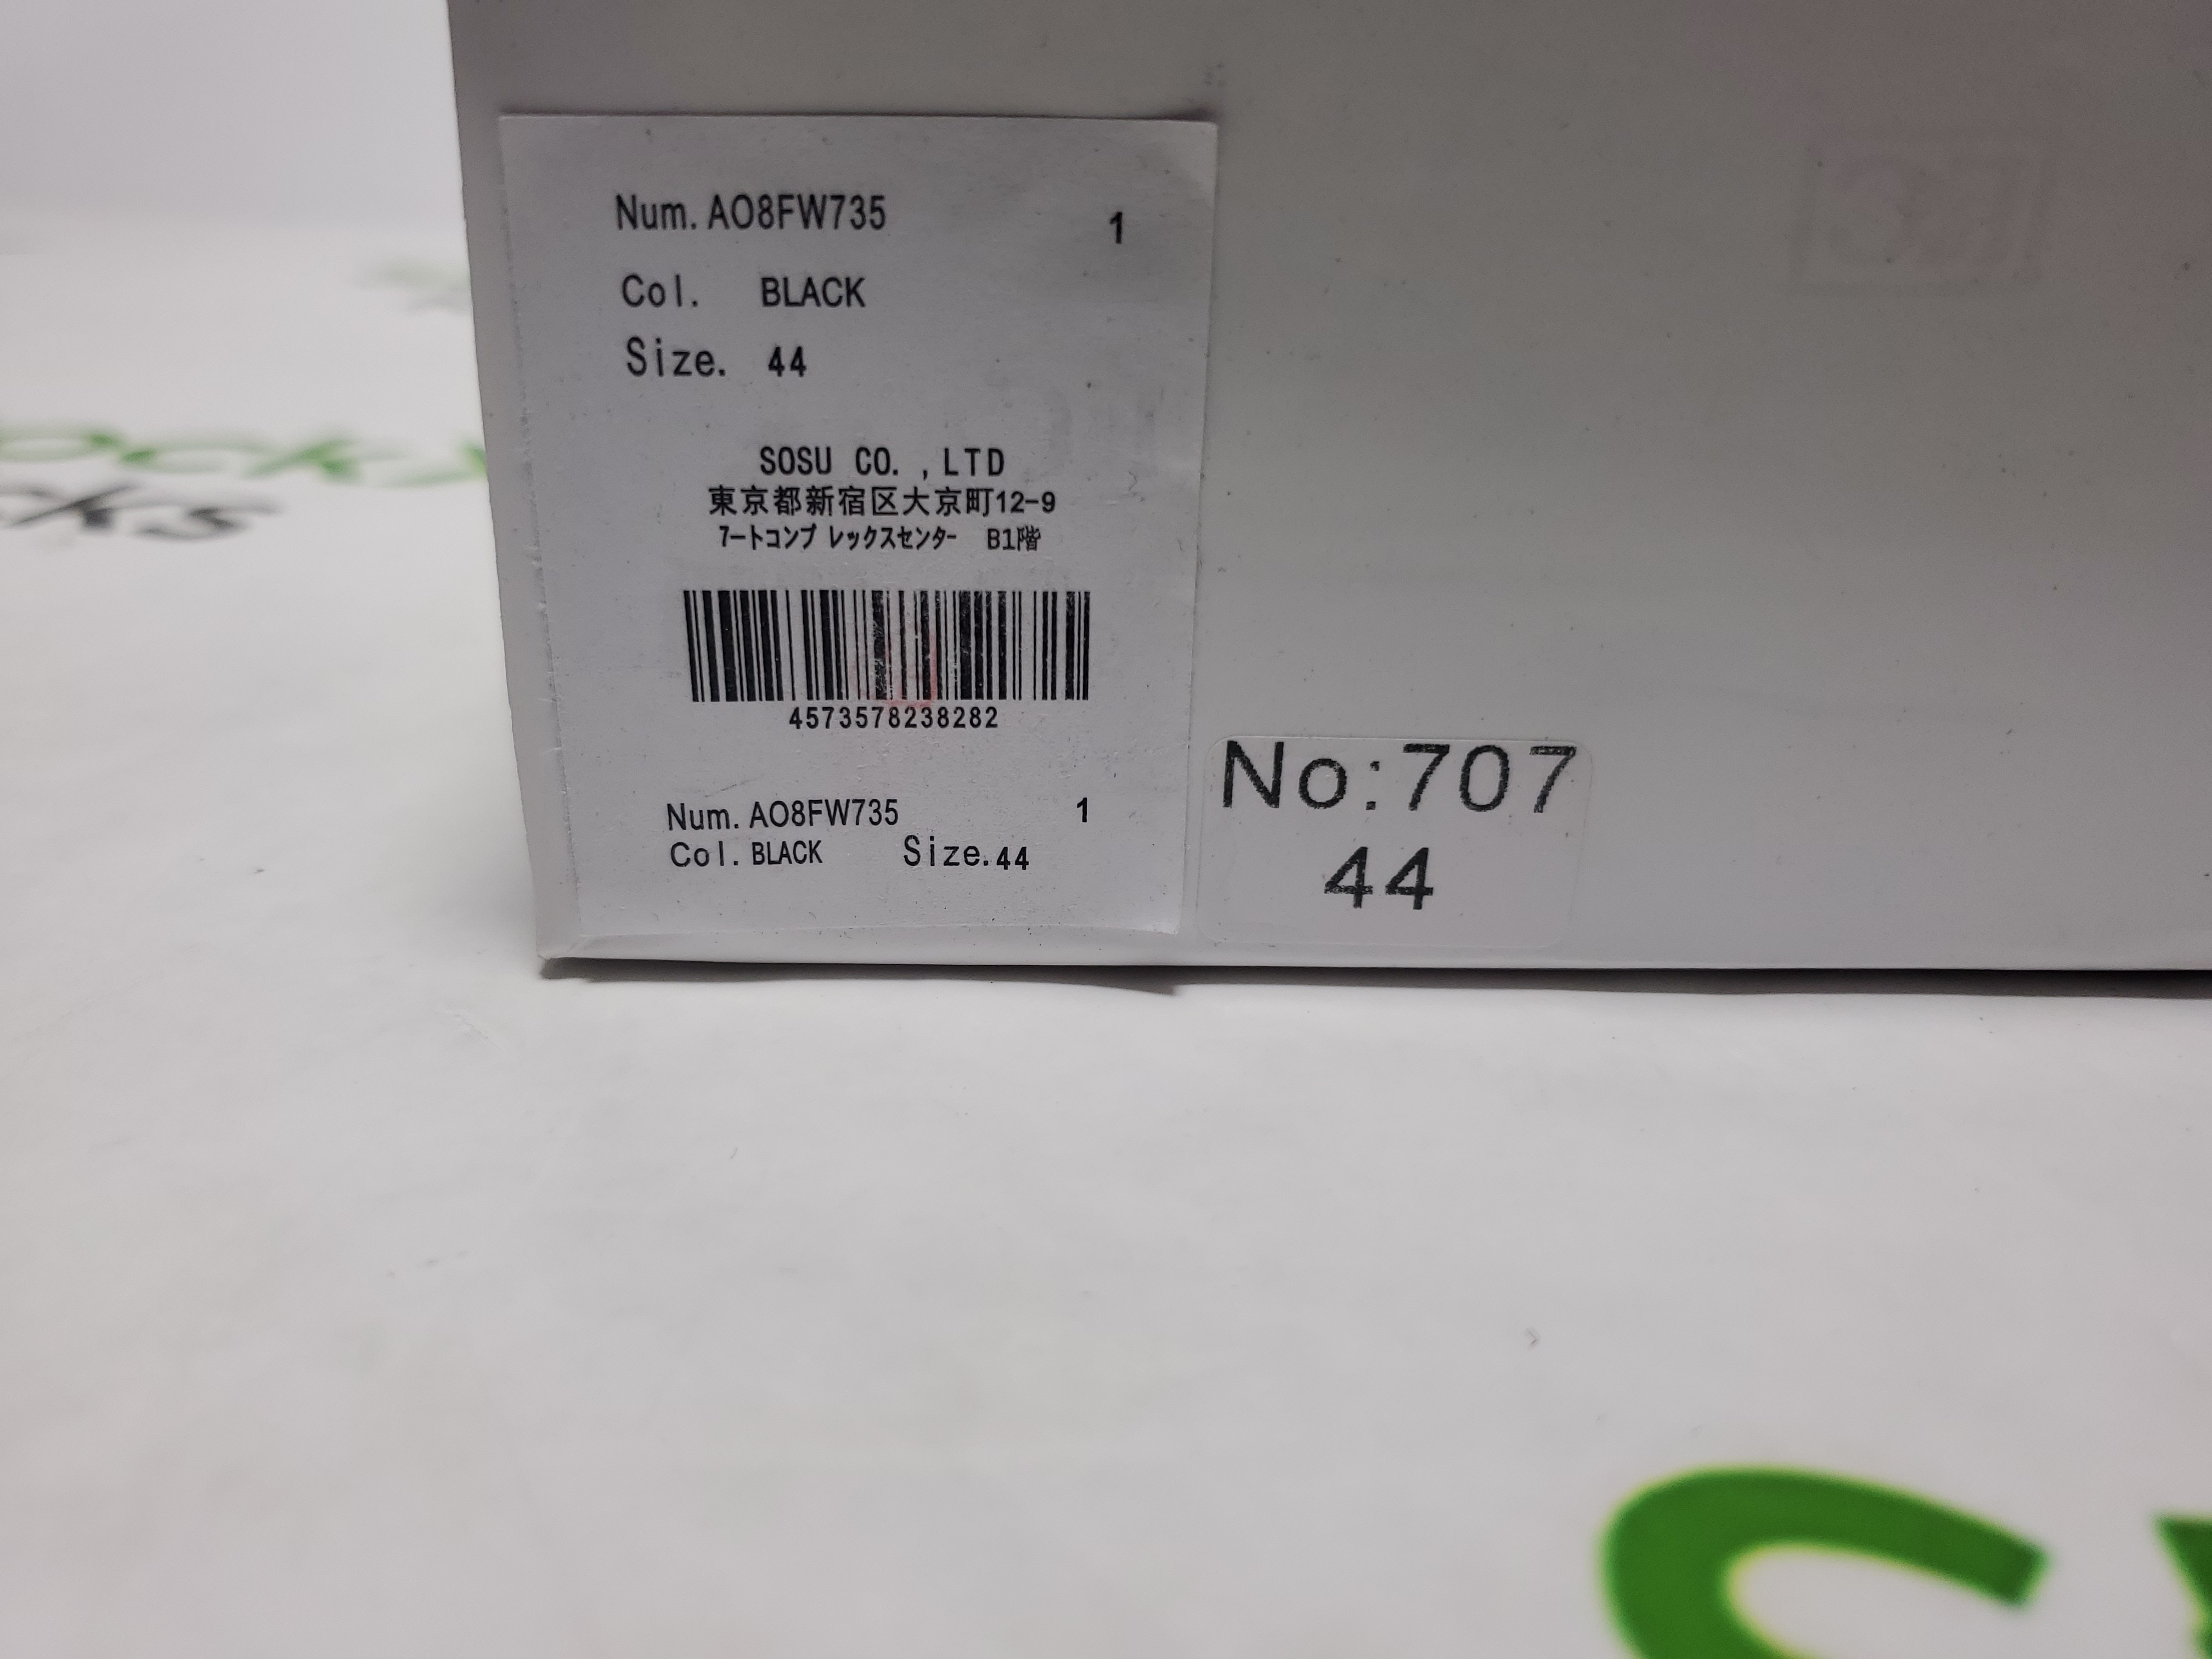 Num. AO8FW735 1
Col. BLACK
Size. 44
SOSU CO. ,LTD
東京都新宿区大京町12-9
7ートコンプ レックスセンター B1階
4573578238282
Num. AO8FW735 1
Col. BLACK Size.44
No:707
44